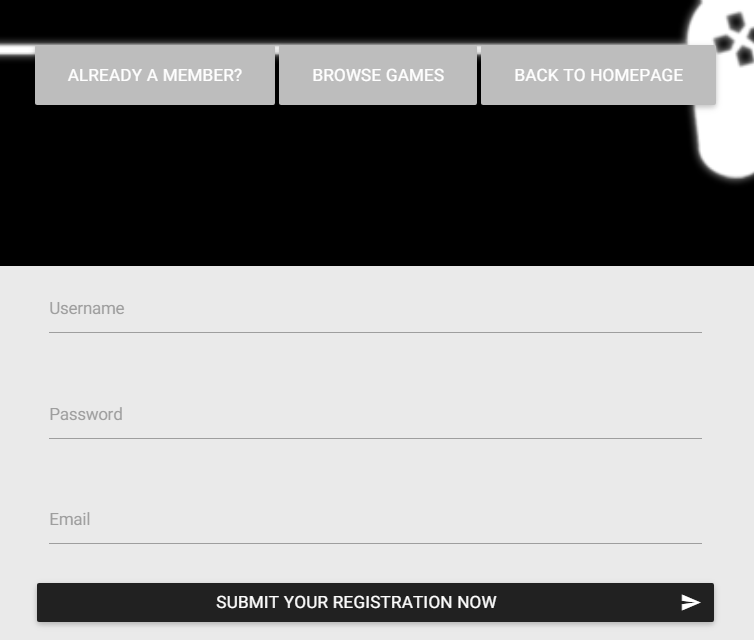 ALREADY A MEMBER? BROWSE GAMES BACK TO HOMEPAGE
Username
Password
Email
SUBMIT YOUR REGISTRATION NOW